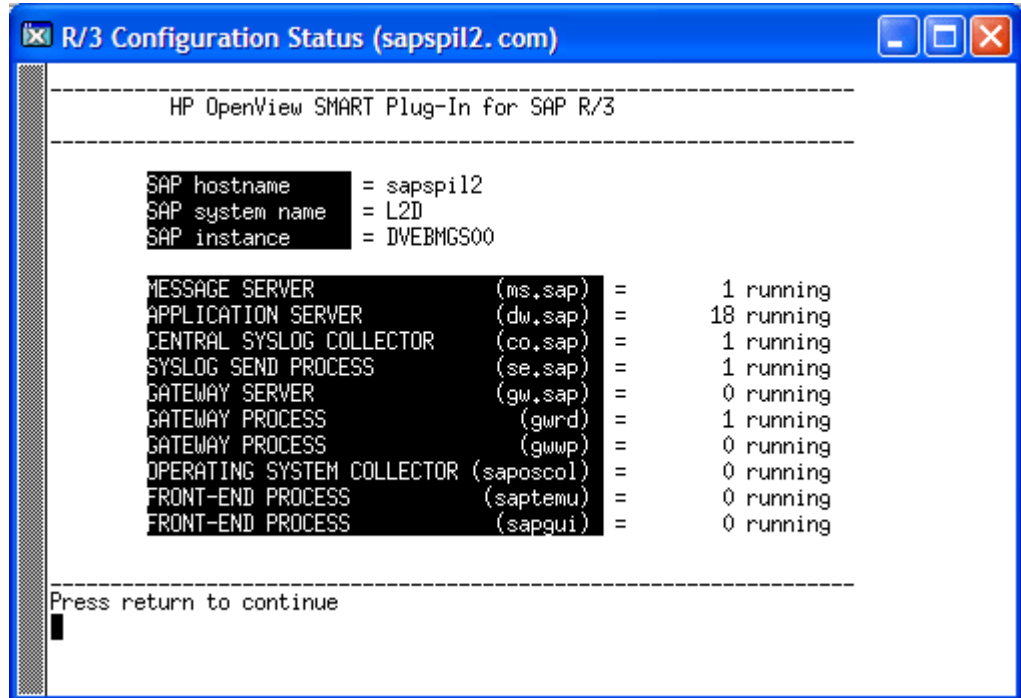 R/3 Configuration Status (sapspil2. com)
HP OpenView SMART Plug-In for SAP R/3
SAP hostname = sapspil2
SAP system name = L2D
SAP instance = DVEBMGS00
MESSAGE SERVER (ms.sap) = 1 running
APPLICATION SERVER (dw.sap) = 18 running
CENTRAL SYSLOG COLLECTOR (co.sap) = 1 running
SYSLOG SEND PROCESS (se.sap) = 1 running
GATEWAY SERVER (gw.sap) = 0 running
GATEWAY PROCESS (gwrd) = 1 running
GATEWAY PROCESS (gwwp) = 0 running
OPERATING SYSTEM COLLECTOR (saposcol) = 0 running
FRONT-END PROCESS (saptemu) = 0 running
FRONT-END PROCESS (sapgui) = 0 running
Press return to continue